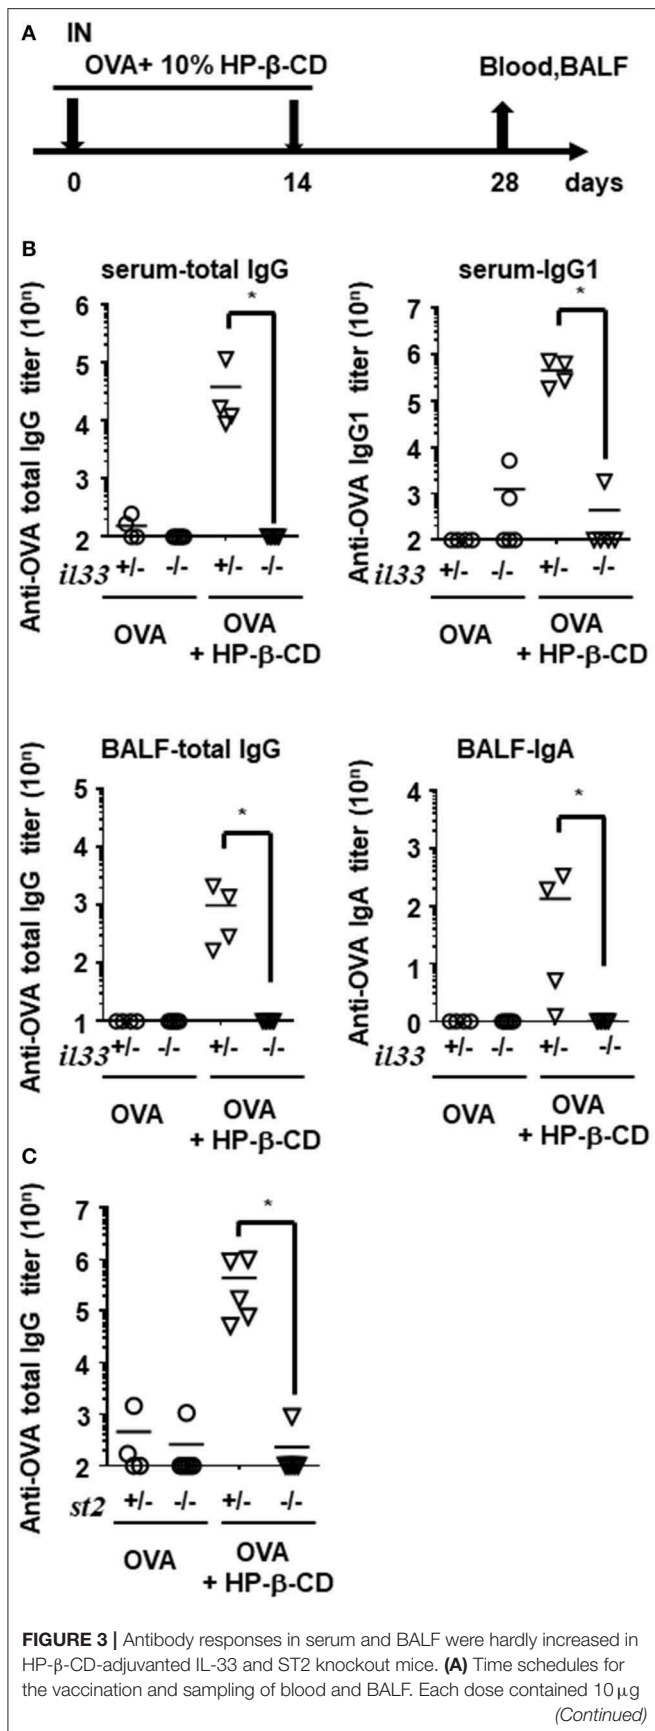 A IN
OVA+ 10% HP-β-CD
Blood,BALF
0 14 28 days
B
serum-total IgG
Anti-OVA total IgG titer (10ⁿ)
6
5
4
3
2
il33 +/- -/- +/- -/-
OVA
OVA
+ HP-β-CD
*
serum-IgG1
Anti-OVA IgG1 titer (10ⁿ)
7
6
5
4
3
2
il33 +/- -/- +/- -/-
OVA
OVA
+ HP-β-CD
*
BALF-total IgG
Anti-OVA total IgG titer (10ⁿ)
5
4
3
2
1
il33 +/- -/- +/- -/-
OVA
OVA
+ HP-β-CD
*
BALF-IgA
Anti-OVA IgA titer (10ⁿ)
4
3
2
1
0
il33 +/- -/- +/- -/-
OVA
OVA
+ HP-β-CD
*
C
Anti-OVA total IgG titer (10ⁿ)
7
6
5
4
3
2
st2 +/- -/- +/- -/-
OVA
OVA
+ HP-β-CD
*
FIGURE 3 | Antibody responses in serum and BALF were hardly increased in
HP-β-CD-adjuvanted IL-33 and ST2 knockout mice. (A) Time schedules for
the vaccination and sampling of blood and BALF. Each dose contained 10 μg
(Continued)